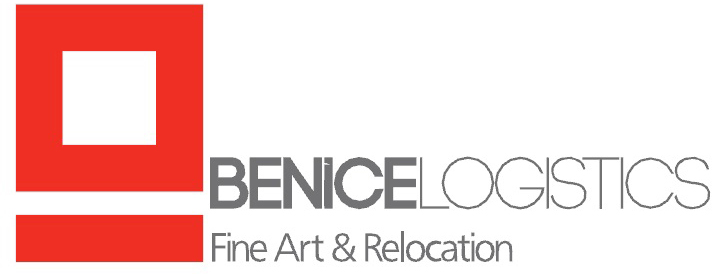 BENICELOGISTICS
Fine Art & Relocation